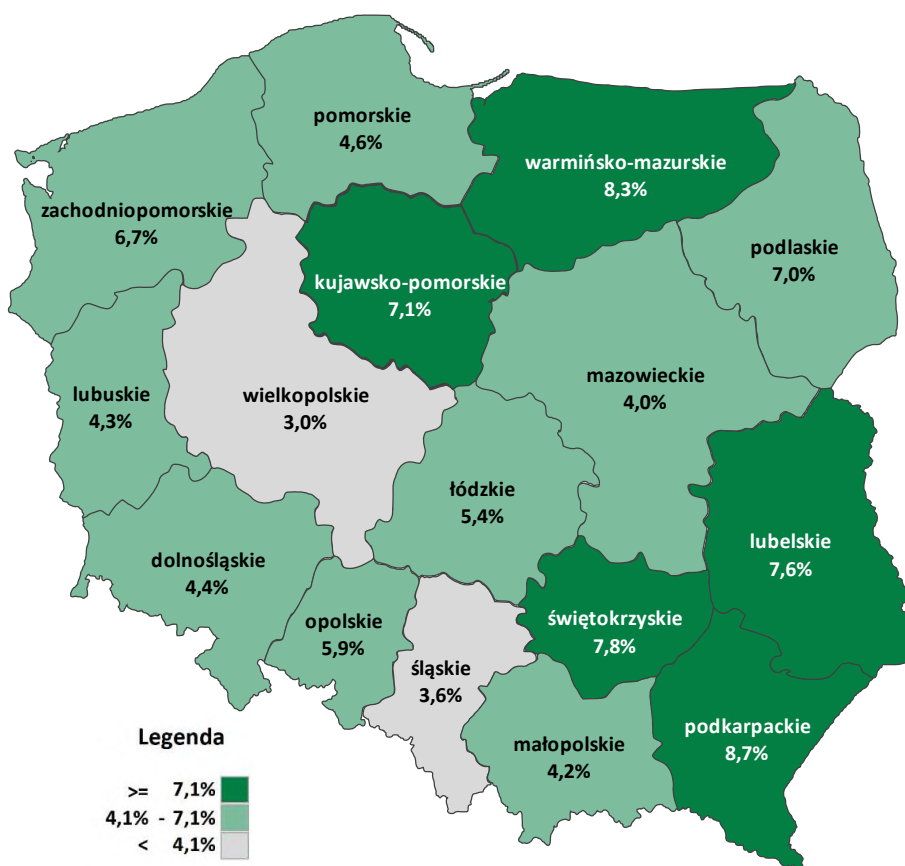 pomorskie
4,6%
warmińsko-mazurskie
8,3%
zachodniopomorskie
6,7%
podlaskie
7,0%
kujawsko-pomorskie
7,1%
lubuskie
4,3%
wielkopolskie
3,0%
mazowieckie
4,0%
łódzkie
5,4%
lubelskie
7,6%
dolnośląskie
4,4%
opolskie
5,9%
świętokrzyskie
7,8%
śląskie
3,6%
podkarpackie
8,7%
małopolskie
4,2%
Legenda
>= 7,1%
4,1% - 7,1%
< 4,1%